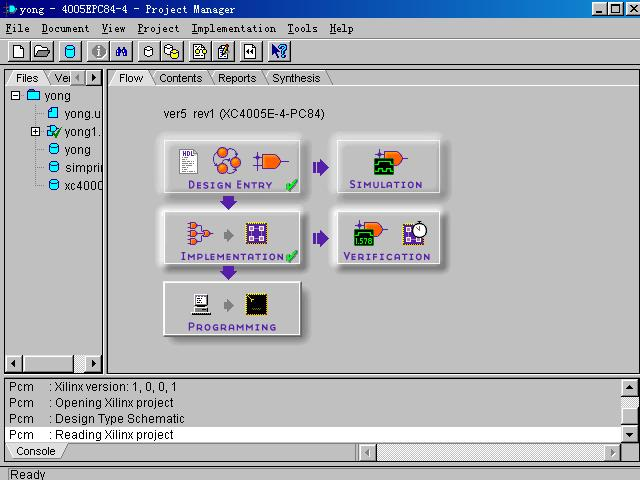 yong - 4005EPC84-4 - Project Manager
File Document View Project Implementation Tools Help
Files Ver
Flow Contents Reports Synthesis
yong
yong.u
yong1.
yong
simprin
xc4000
ver5 rev1 (XC4005E-4-PC84)
HDL
DESIGN ENTRY
SIMULATION
IMPLEMENTATION
1.578
VERIFICATION
PROGRAMMING
Pcm : Xilinx version: 1, 0, 0, 1
Pcm : Opening Xilinx project
Pcm : Design Type Schematic
Pcm : Reading Xilinx project
Console
Ready